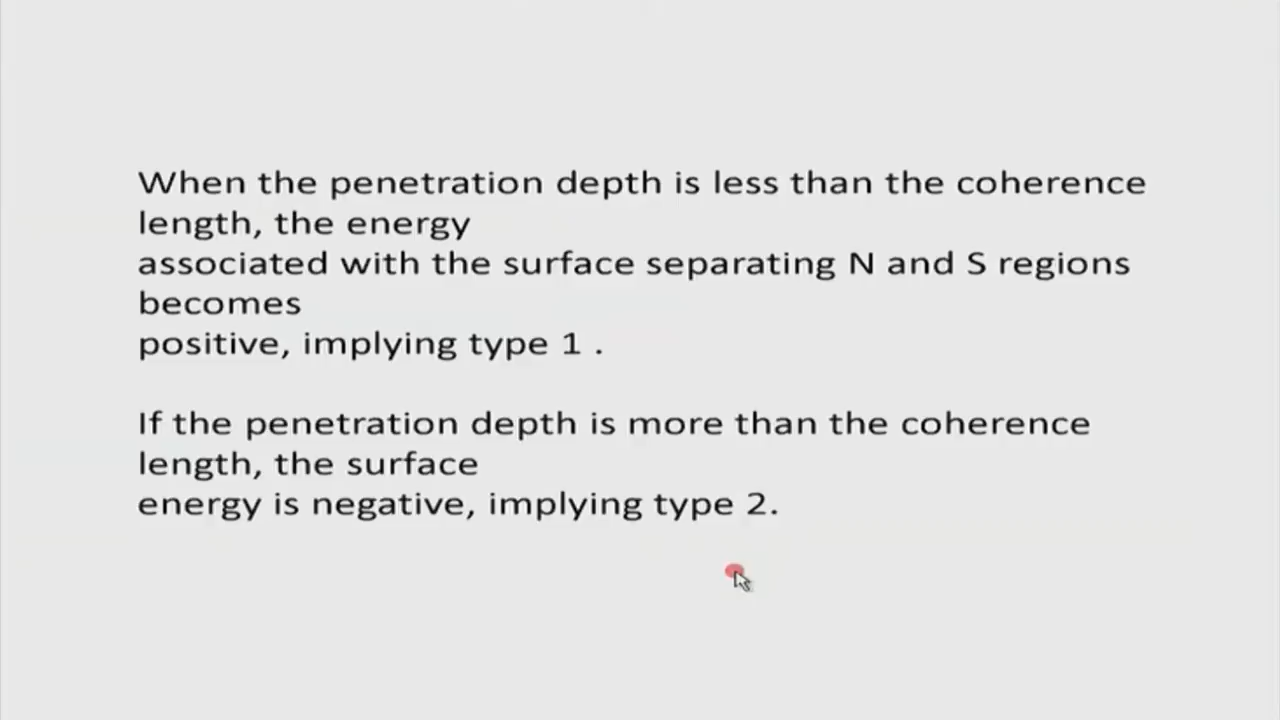 When the penetration depth is less than the coherence
length, the energy
associated with the surface separating N and S regions
becomes
positive, implying type 1 .
If the penetration depth is more than the coherence
length, the surface
energy is negative, implying type 2.